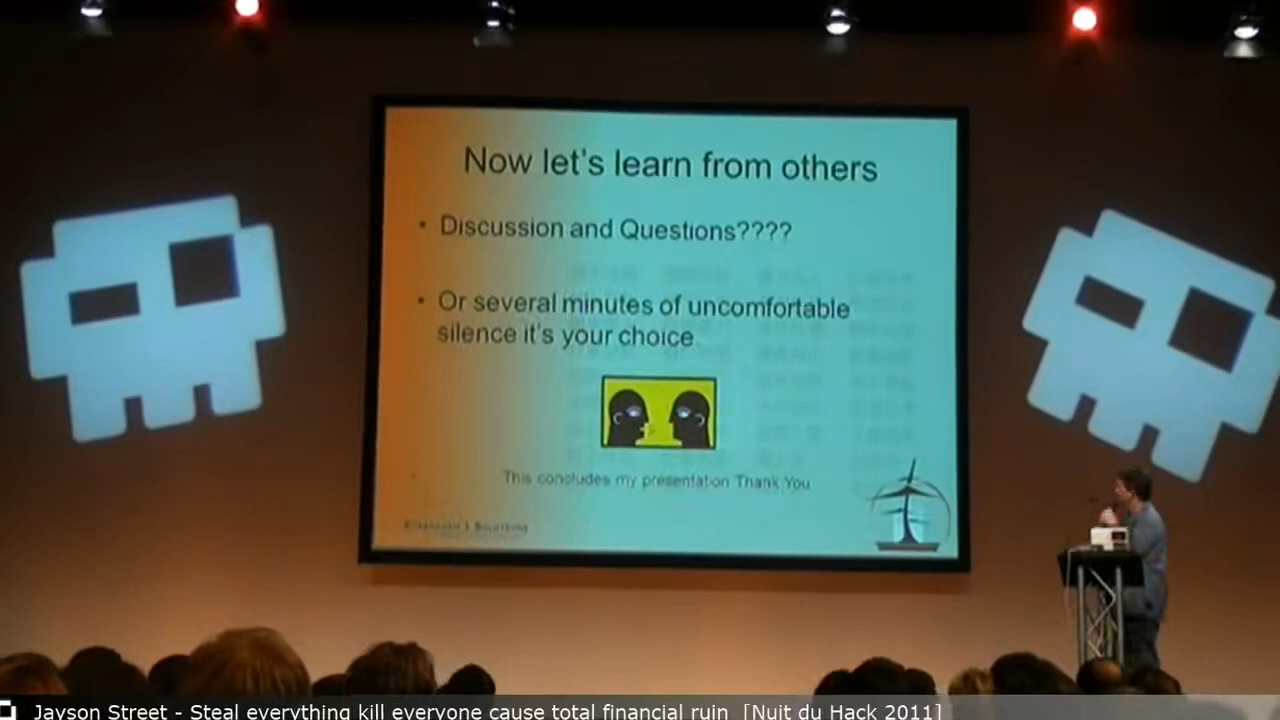 Now let's learn from others
• Discussion and Questions????
• Or several minutes of uncomfortable
silence it's your choice.
This concludes my presentation Thank You
Jayson Street - Steal everything kill everyone cause total financial ruin [Nuit du Hack 2011]